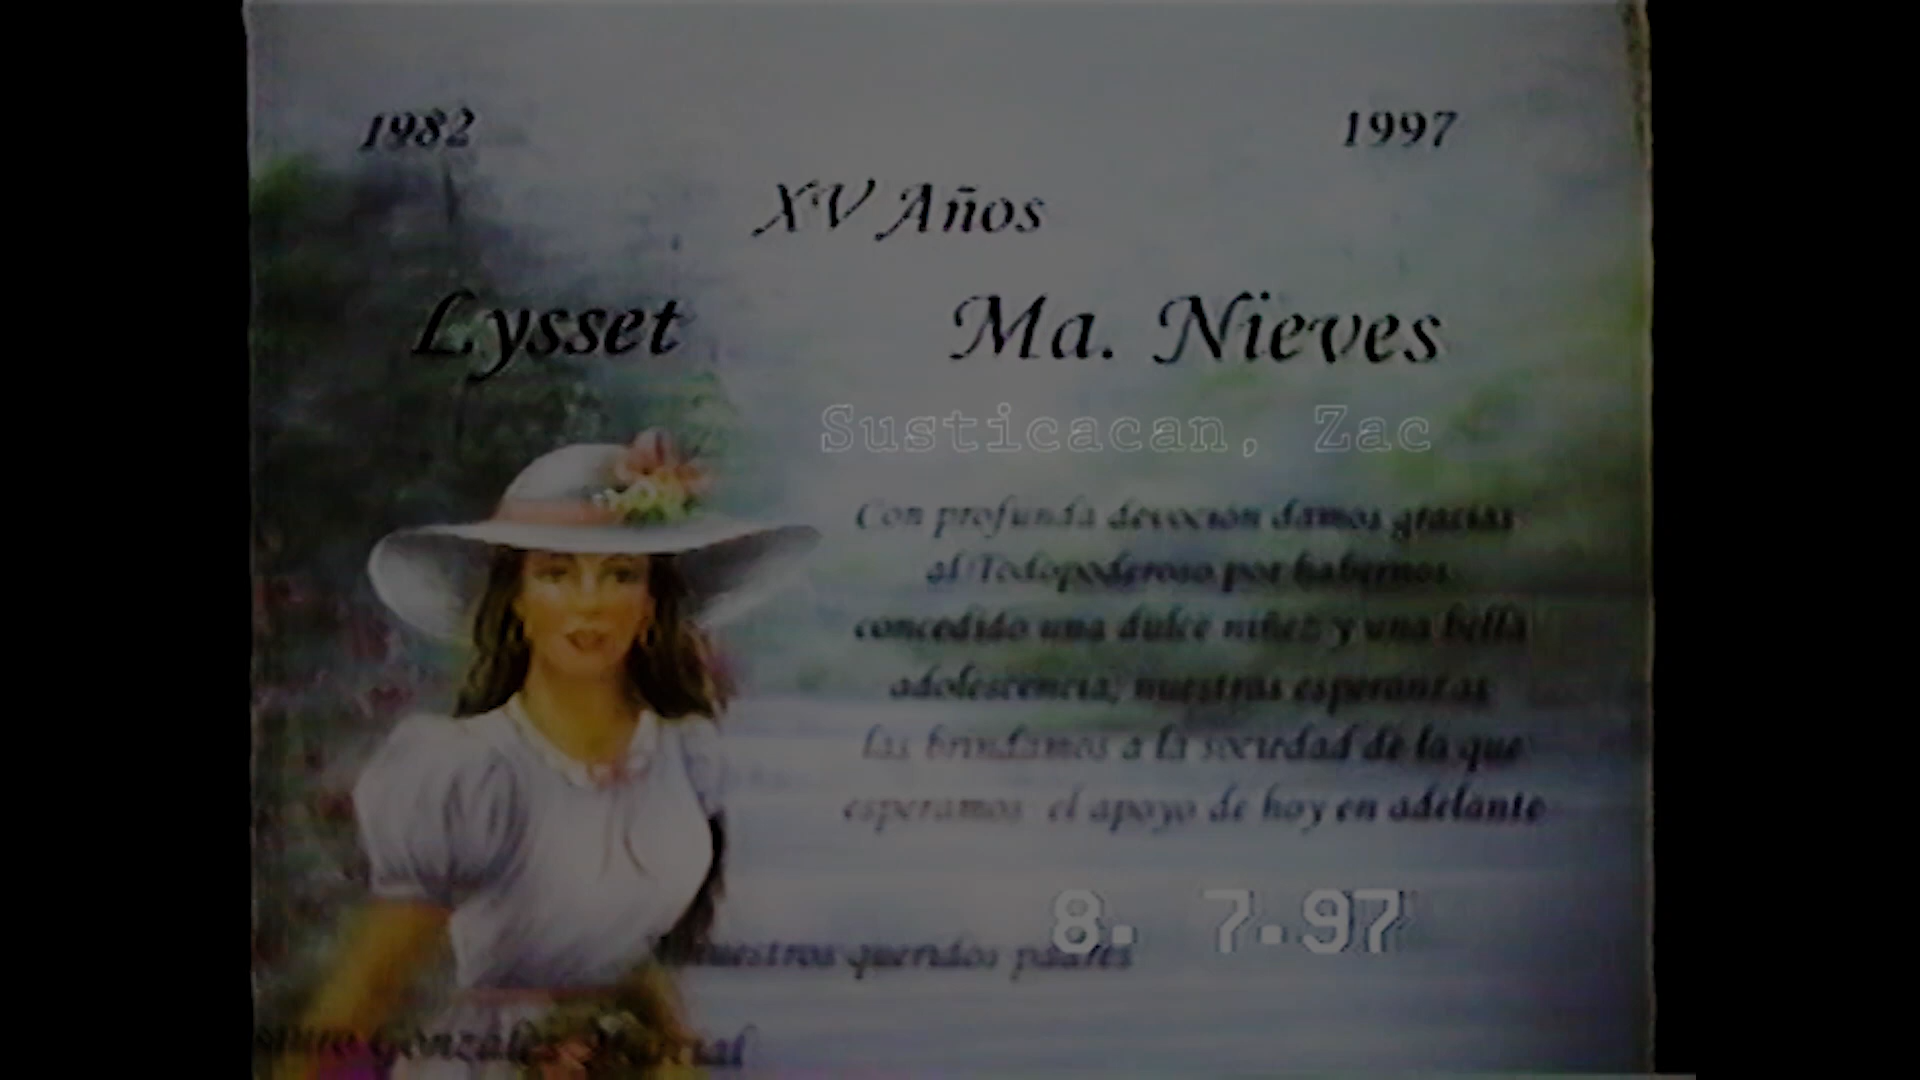 1982 1997
XV Años
Lysset Ma. Nieves
Susticacan, Zac
Con profunda devocion damos gracias
al Todopoderoso por habernos
concedido una dulce niñez y una bella
adolescencia, nuestras esperanzas
las brindamos a la sociedad de la que
esperamos el apoyo de hoy en adelante
8. 7.97
nuestros queridos padres
Gonzales